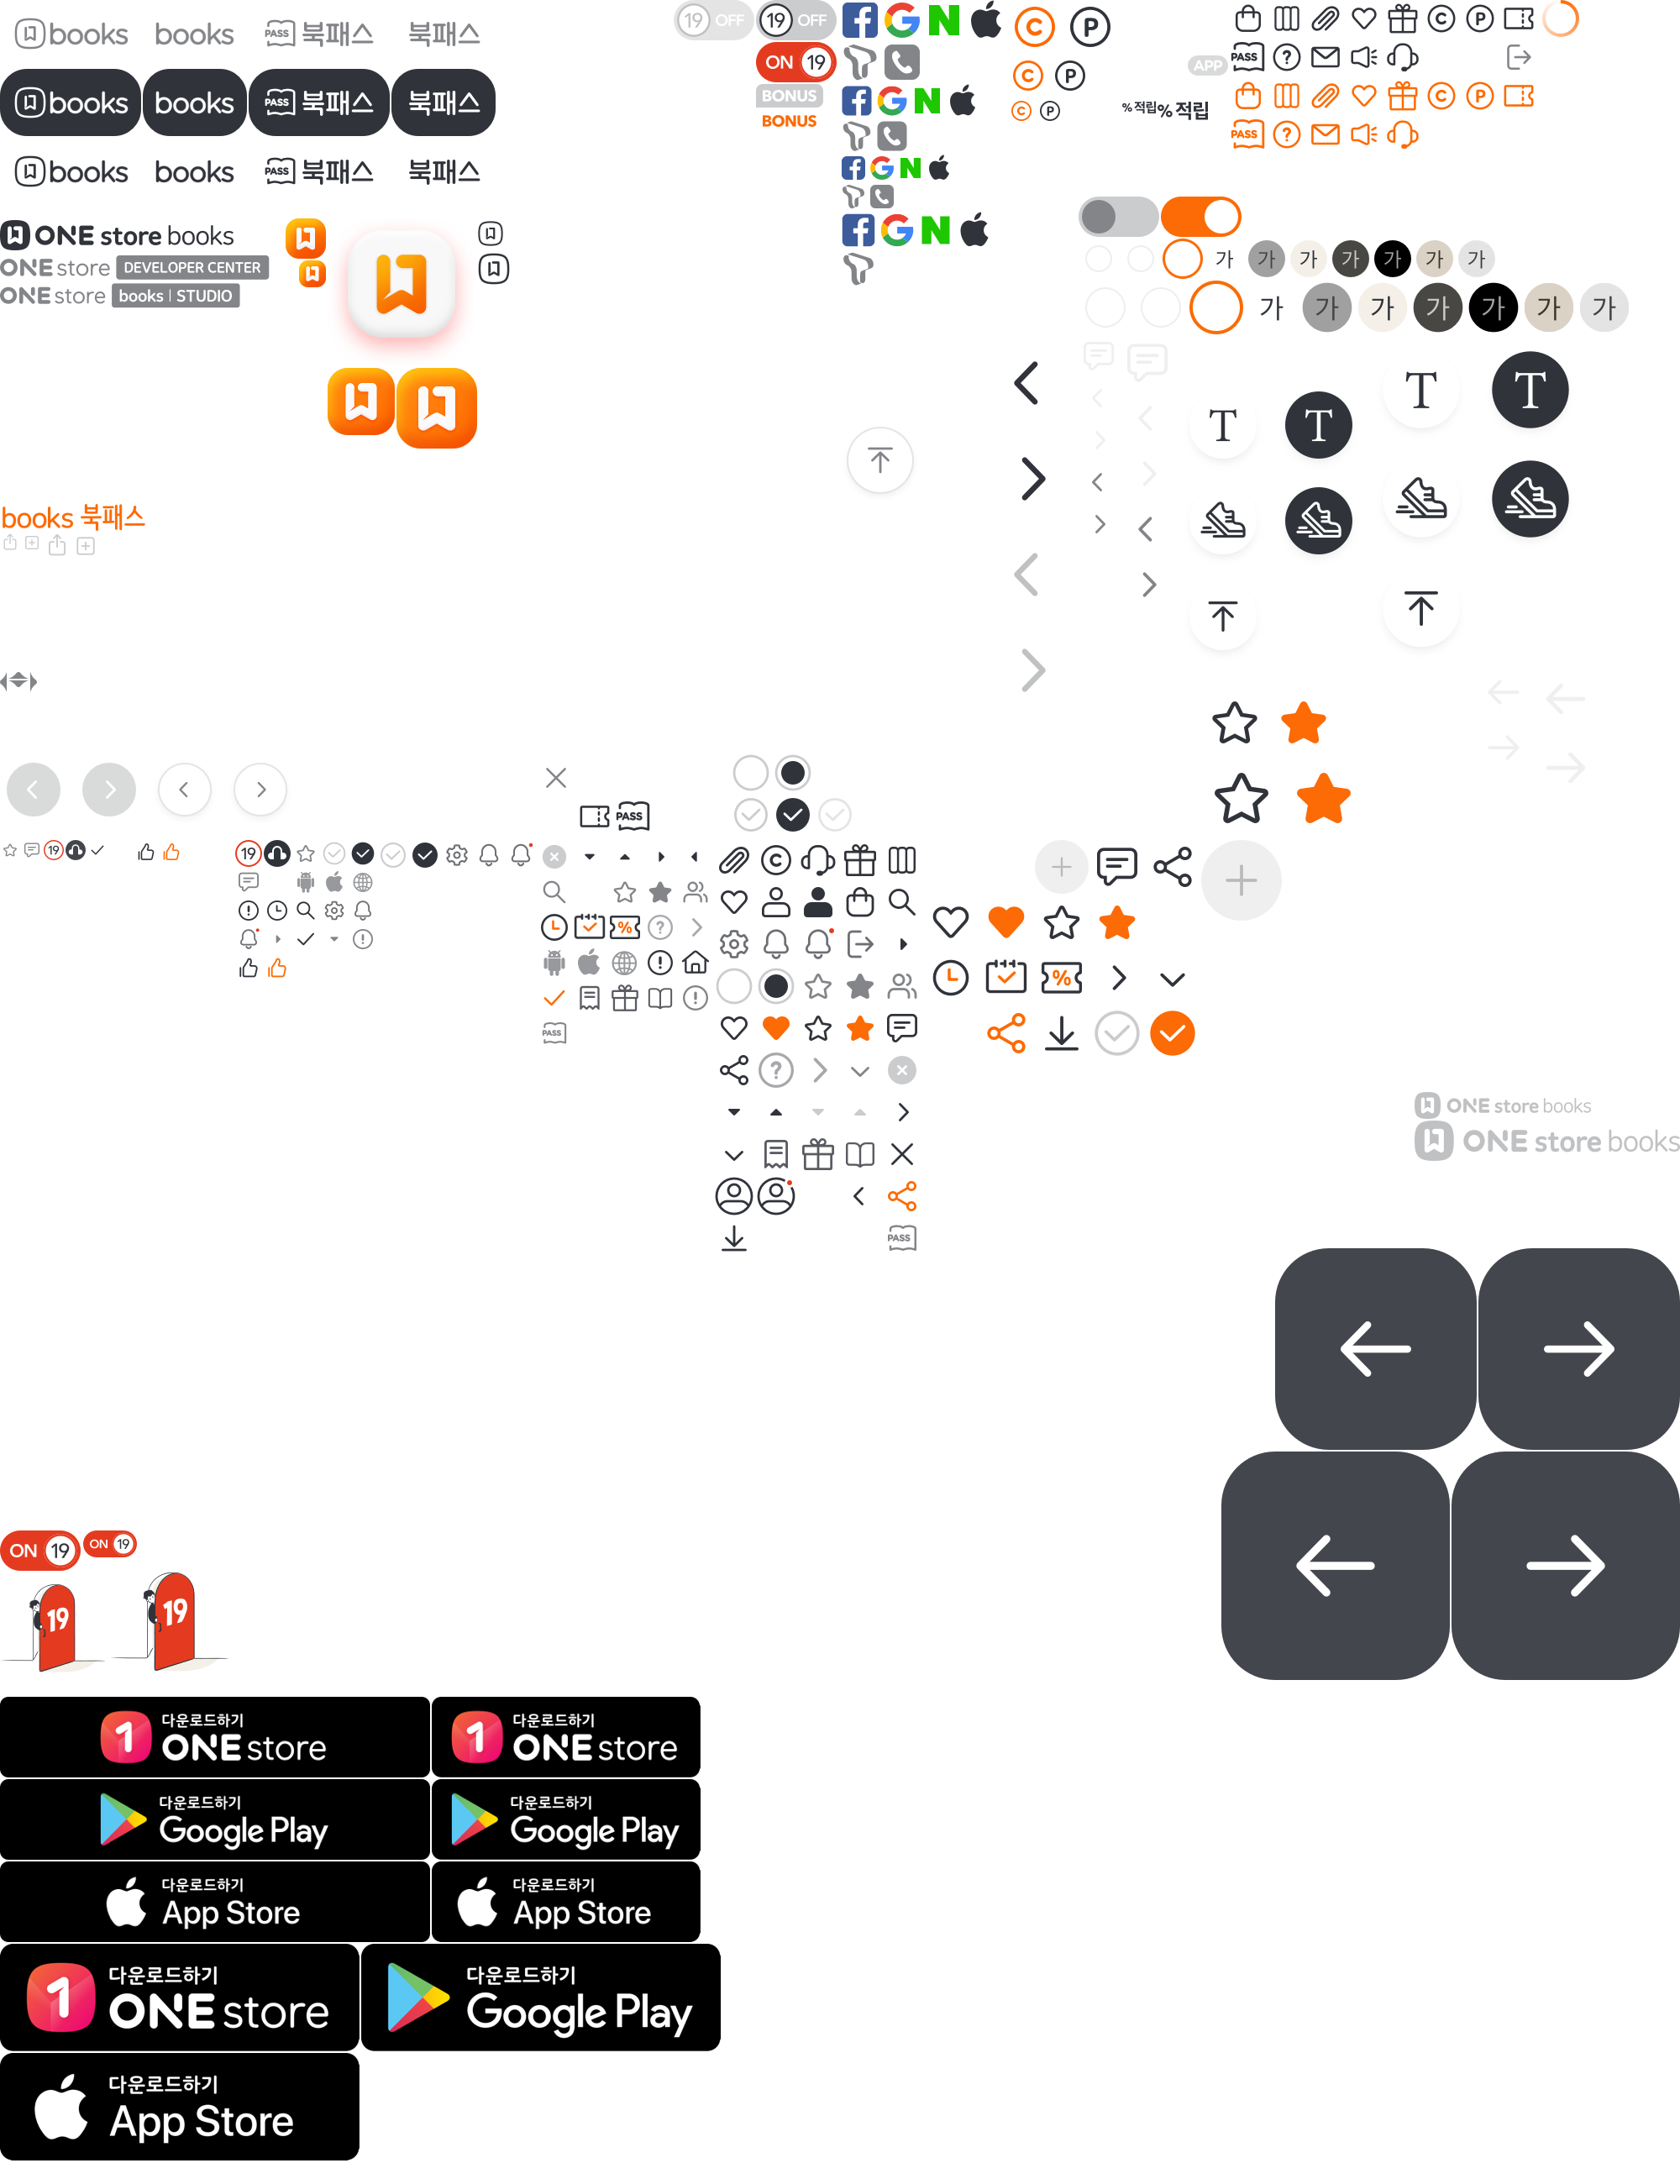 books books PASS 북패스 북패스
books books PASS 북패스 북패스
books books PASS 북패스 북패스
19 OFF 19 OFF
ON 19
BONUS
BONUS
C P
C P
C P
% 적립 % 적립
C P
APP PASS ?
C P
PASS ?
ONE store books
ONE store DEVELOPER CENTER
ONE store books | STUDIO
가 가 가 가 가 가 가
가 가 가 가 가 가 가
T T
T T
books 북패스
PASS
19
19
C
% ?
%
PASS
?
PASS
ONE store books
ONE store books
ON 19 ON 19
19 19
다운로드하기 다운로드하기
ONE store ONE store
다운로드하기 다운로드하기
Google Play Google Play
다운로드하기 다운로드하기
App Store App Store
다운로드하기 다운로드하기
ONE store Google Play
다운로드하기
App Store